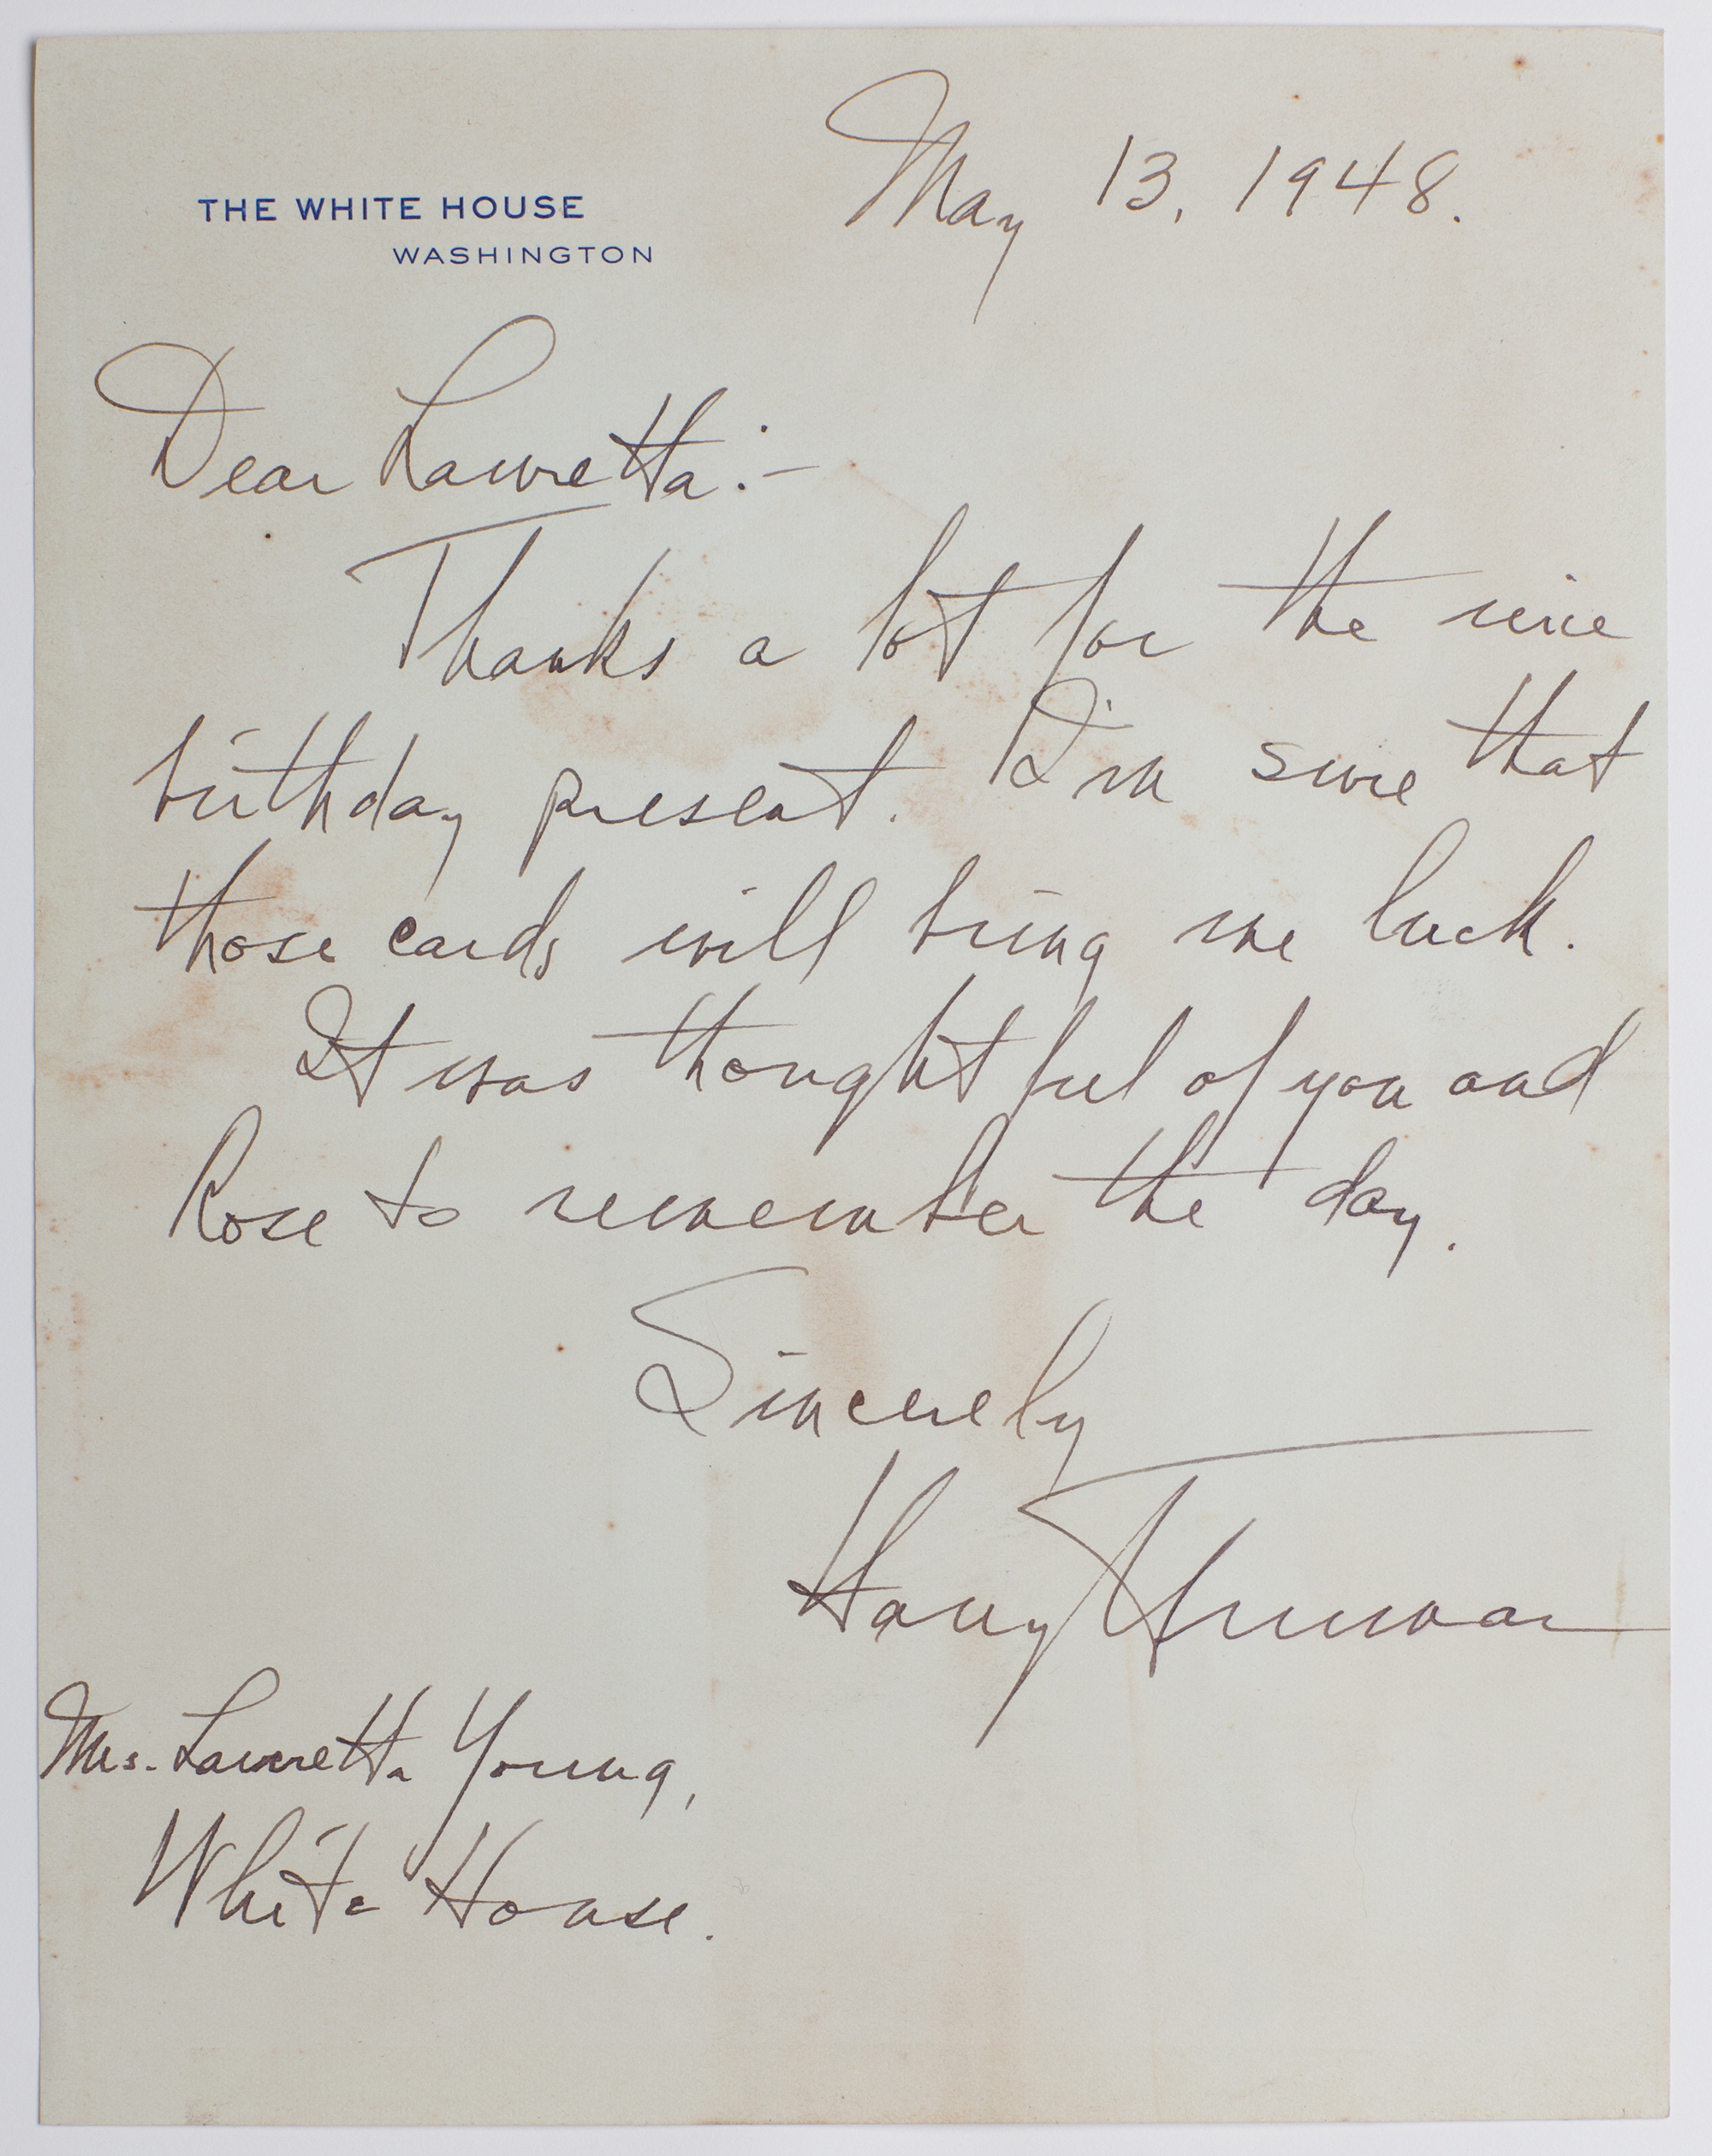 THE WHITE HOUSE
WASHINGTON
May 13, 1948.
Dear Lauretta:-
Thanks a lot for the nice
birthday present. I'm sure that
those cards will bring me luck.
It was thoughtful of you and
Rose to remember the day.
Sincerely
Harry Truman
Mrs. Lauretta Young,
White House.